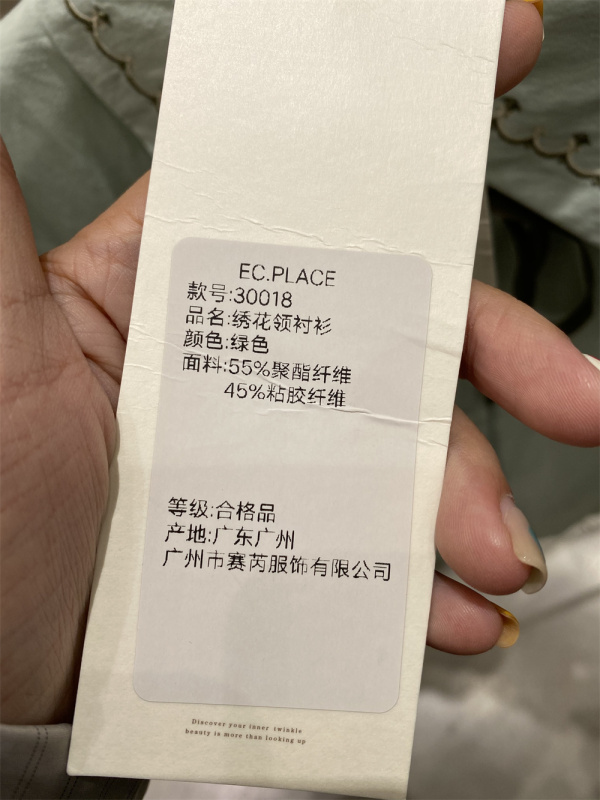 EC.PLACE
款号:30018
品名:绣花领衬衫
颜色:绿色
面料:55%聚酯纤维
45%粘胶纤维
等级:合格品
产地:广东广州
广州市赛芮服饰有限公司
Discover your inner twinkle
beauty is more than looking up